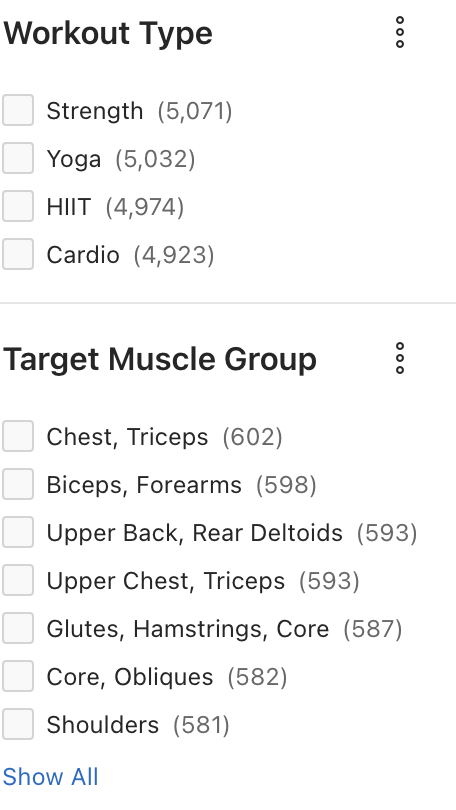 Workout Type
Strength (5,071)
Yoga (5,032)
HIIT (4,974)
Cardio (4,923)
Target Muscle Group
Chest, Triceps (602)
Biceps, Forearms (598)
Upper Back, Rear Deltoids (593)
Upper Chest, Triceps (593)
Glutes, Hamstrings, Core (587)
Core, Obliques (582)
Shoulders (581)
Show All